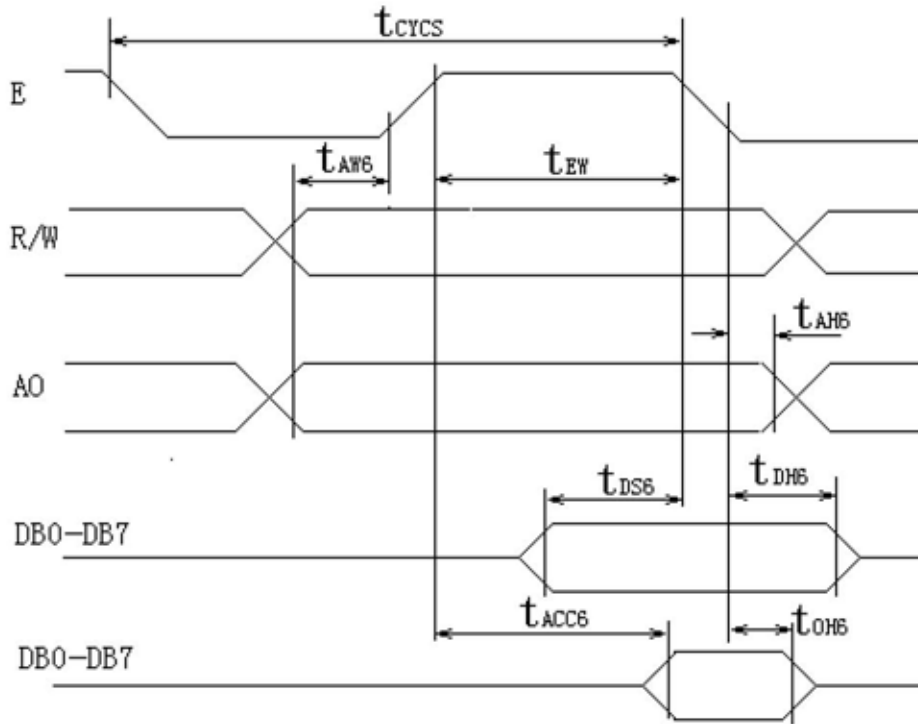 tCYCS
E
tAW6
tEW
R/W
tAH6
A0
tDS6
tDH6
DB0-DB7
tACC6
tOH6
DB0-DB7